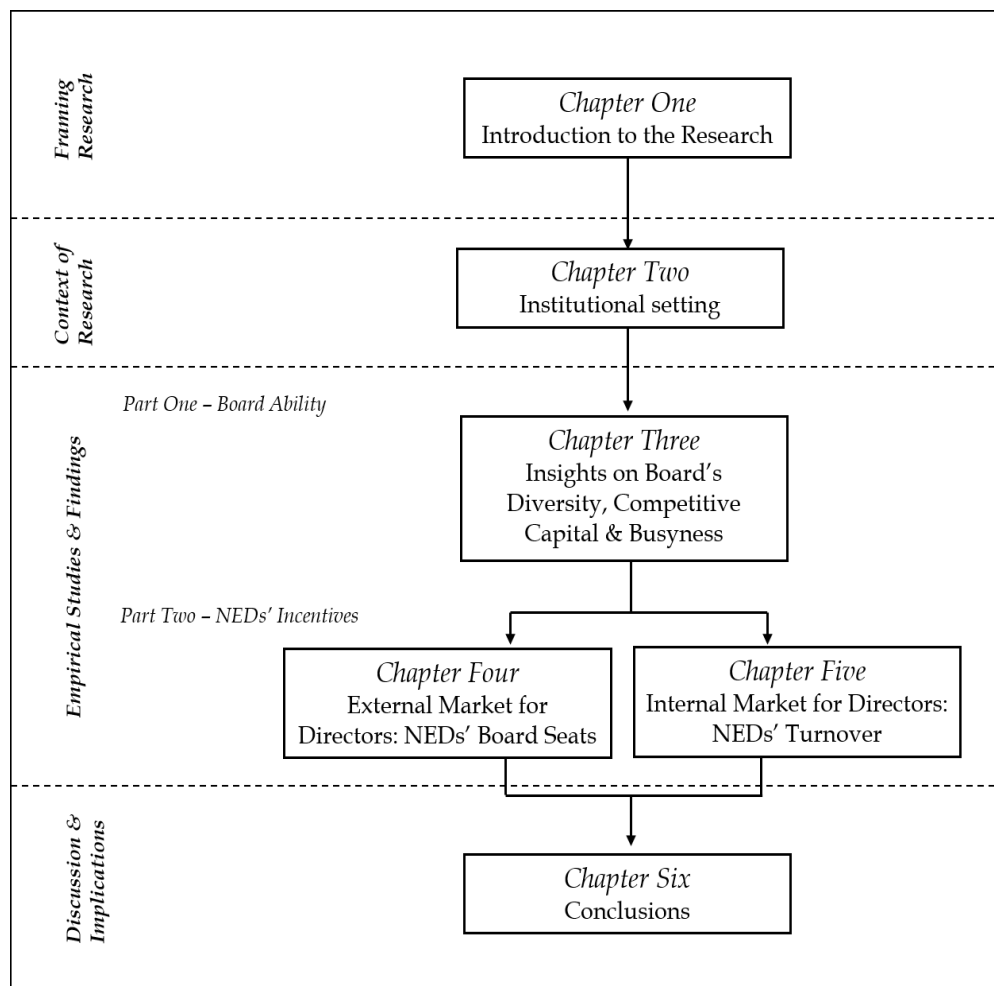 Framing
Research
Chapter One
Introduction to the Research
Context of
Research
Chapter Two
Institutional setting
Empirical Studies & Findings
Part One – Board Ability
Chapter Three
Insights on Board's
Diversity, Competitive
Capital & Busyness
Part Two – NEDs' Incentives
Chapter Four
External Market for
Directors: NEDs' Board Seats
Chapter Five
Internal Market for Directors:
NEDs' Turnover
Discussion &
Implications
Chapter Six
Conclusions